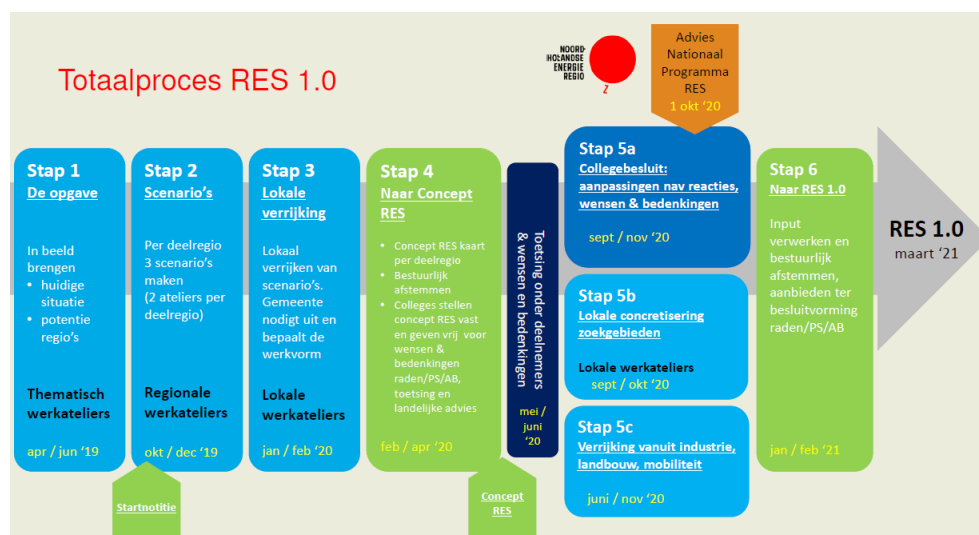 Totaalproces RES 1.0
NOORD-
HOLLANDSE
ENERGIE
REGIO
Z
Advies
Nationaal
Programma
RES
1 okt ‘20
Stap 1
De opgave
In beeld
brengen
• huidige
situatie
• potentie
regio’s
Thematisch
werkateliers
apr / jun ‘19
Stap 2
Scenario’s
Per deelregio
3 scenario’s
maken
(2 ateliers per
deelregio)
Regionale
werkateliers
okt / dec ‘19
Startnotitie
Stap 3
Lokale
verrijking
Lokaal
verrijken van
scenario’s.
Gemeente
nodigt uit en
bepaalt de
werkvorm
Lokale
werkateliers
jan / feb ‘20
Stap 4
Naar Concept
RES
• Concept RES kaart
per deelregio
• Bestuurlijk
afstemmen
• Colleges stellen
concept RES vast
en geven vrij voor
wensen &
bedenkingen
raden/PS/AB,
toetsing en
landelijke advies
feb / apr ‘20
Concept
RES
Toetsing onder deelnemers
& wensen en bedenkingen
mei /
juni
‘20
Stap 5a
Collegebesluit:
aanpassingen nav reacties,
wensen & bedenkingen
sept / nov ‘20
Stap 5b
Lokale concretisering
zoekgebieden
Lokale werkateliers
sept / okt ‘20
Stap 5c
Verrijking vanuit industrie,
landbouw, mobiliteit
juni / nov ‘20
Stap 6
Naar RES 1.0
Input
verwerken en
bestuurlijk
afstemmen,
aanbieden ter
besluitvorming
raden/PS/AB
jan / feb ‘21
RES 1.0
maart ‘21